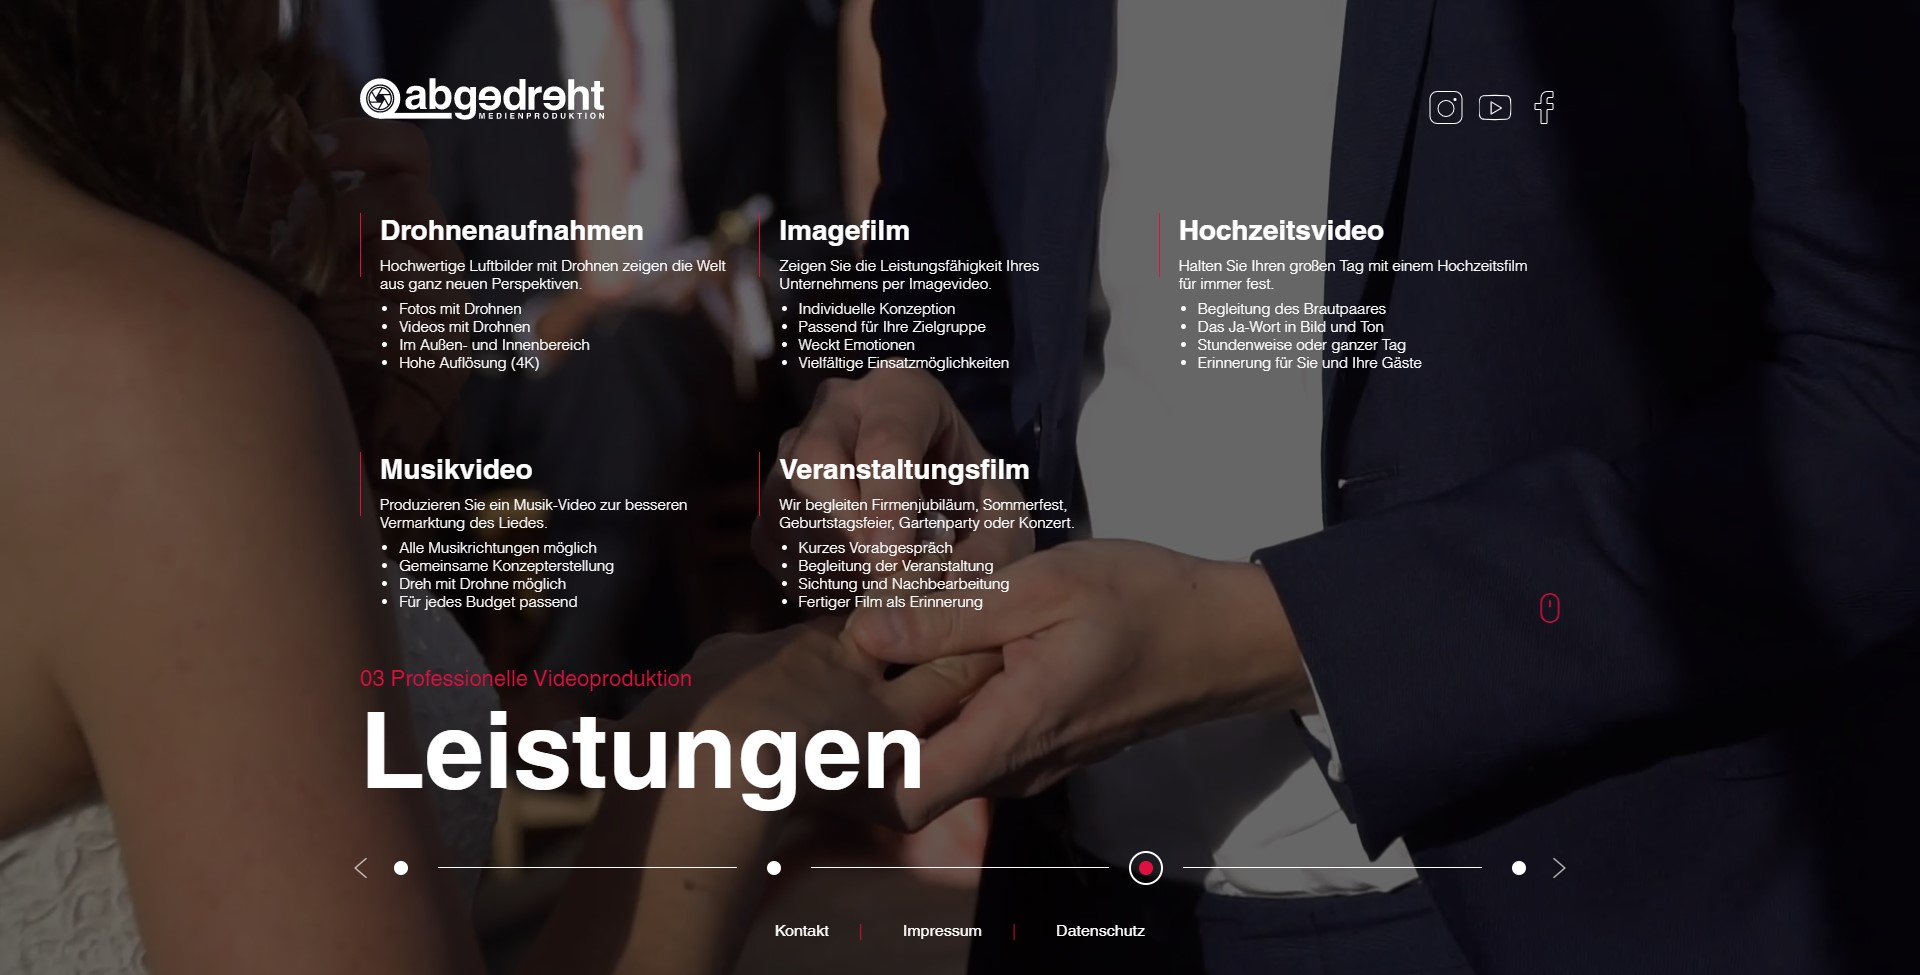 abgedreht
MEDIENPRODUKTION
Drohnenaufnahmen
Hochwertige Luftbilder mit Drohnen zeigen die Welt
aus ganz neuen Perspektiven.
• Fotos mit Drohnen
• Videos mit Drohnen
• Im Außen- und Innenbereich
• Hohe Auflösung (4K)
Imagefilm
Zeigen Sie die Leistungsfähigkeit Ihres
Unternehmens per Imagevideo.
• Individuelle Konzeption
• Passend für Ihre Zielgruppe
• Weckt Emotionen
• Vielfältige Einsatzmöglichkeiten
Hochzeitsvideo
Halten Sie Ihren großen Tag mit einem Hochzeitsfilm
für immer fest.
• Begleitung des Brautpaares
• Das Ja-Wort in Bild und Ton
• Stundenweise oder ganzer Tag
• Erinnerung für Sie und Ihre Gäste
Musikvideo
Produzieren Sie ein Musik-Video zur besseren
Vermarktung des Liedes.
• Alle Musikrichtungen möglich
• Gemeinsame Konzepterstellung
• Dreh mit Drohne möglich
• Für jedes Budget passend
Veranstaltungsfilm
Wir begleiten Firmenjubiläum, Sommerfest,
Geburtstagsfeier, Gartenparty oder Konzert.
• Kurzes Vorabgespräch
• Begleitung der Veranstaltung
• Sichtung und Nachbearbeitung
• Fertiger Film als Erinnerung
03 Professionelle Videoproduktion
Leistungen
Kontakt | Impressum | Datenschutz